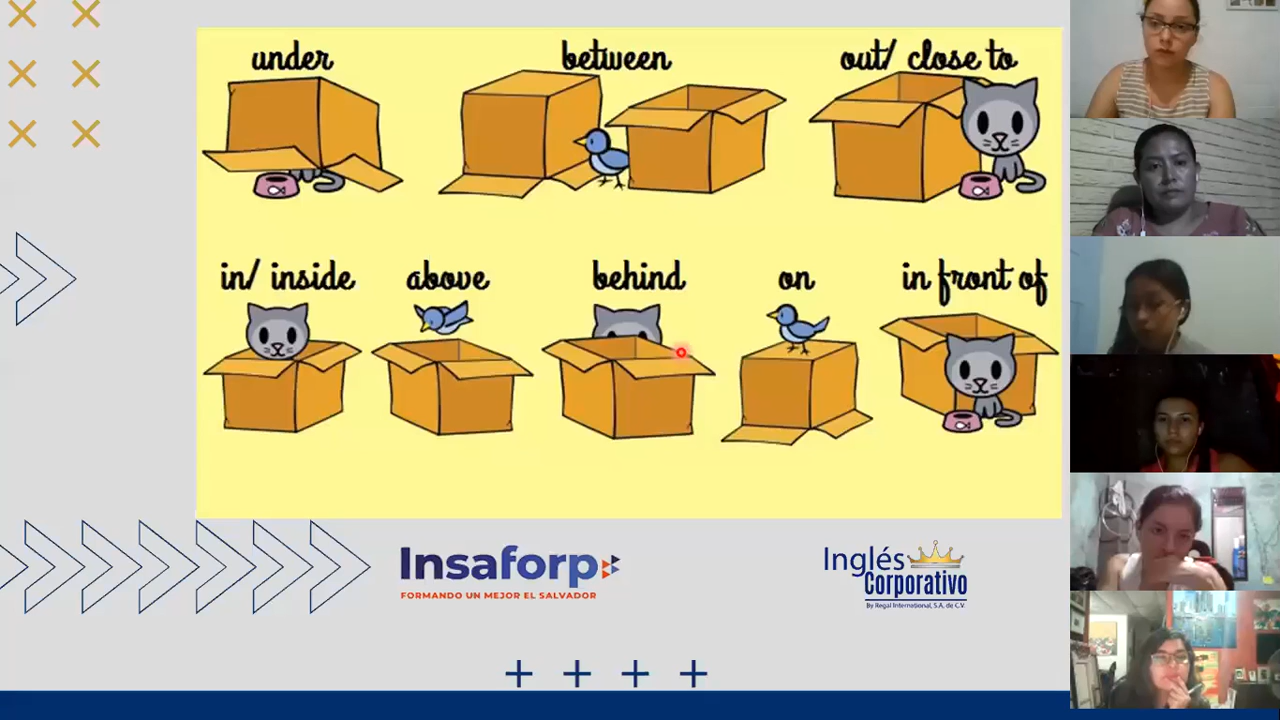 under
between
out/ close to
in/ inside
above
behind
on
in front of
Insaforp
FORMANDO UN MEJOR EL SALVADOR
Inglés
Corporativo
By Regal International, S.A. de C.V.